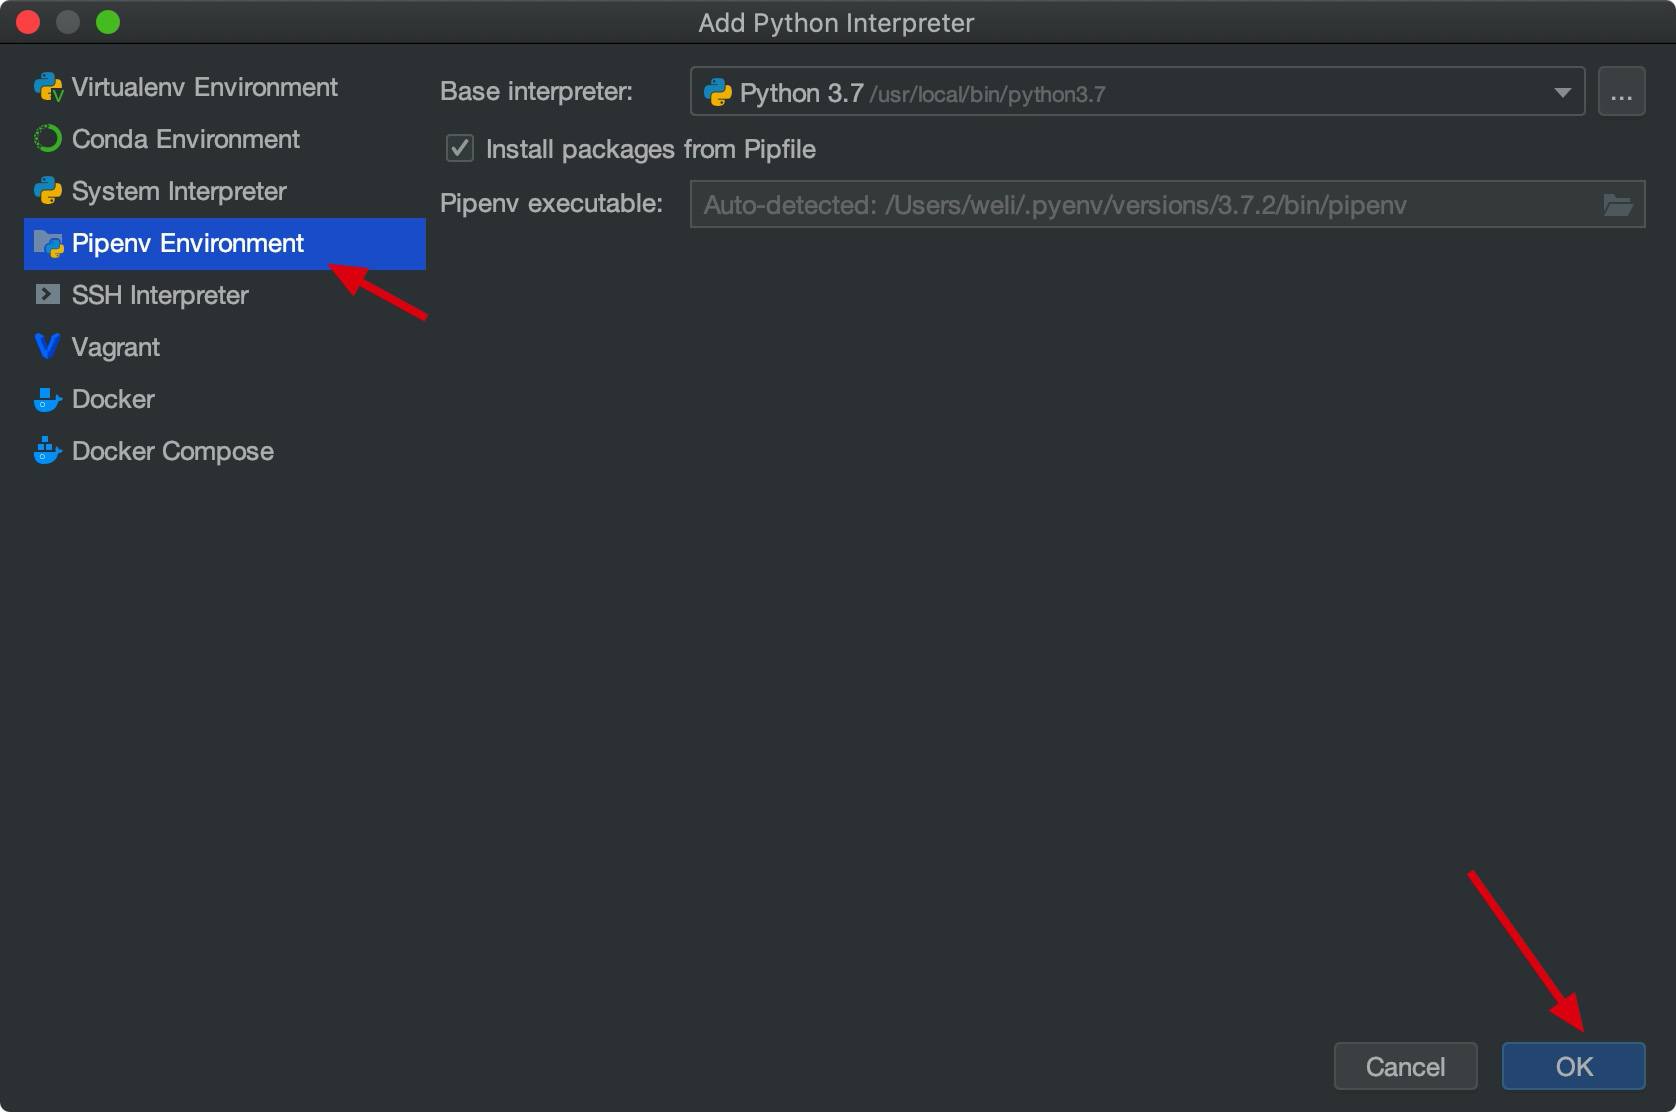 Add Python Interpreter
Virtualenv Environment
Conda Environment
System Interpreter
Pipenv Environment
SSH Interpreter
Vagrant
Docker
Docker Compose
Base interpreter: Python 3.7 /usr/local/bin/python3.7 ...
Install packages from Pipfile
Pipenv executable: Auto-detected: /Users/weli/.pyenv/versions/3.7.2/bin/pipenv
Cancel OK